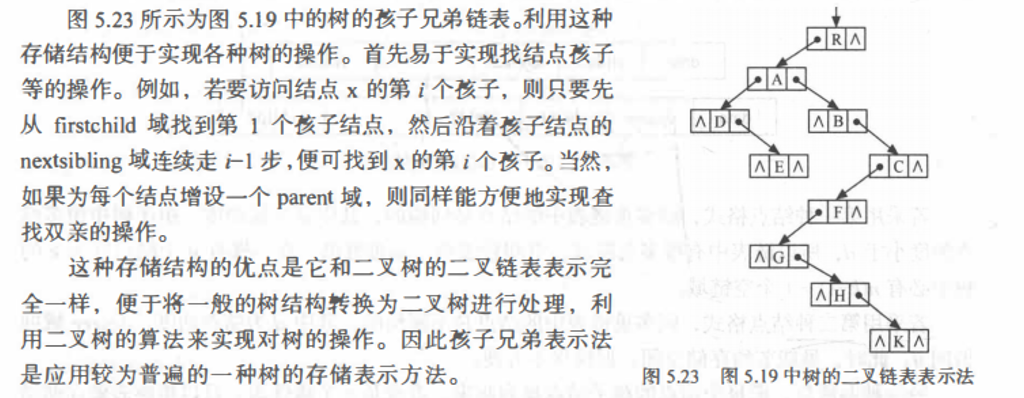 图 5.23 所示为图 5.19 中的树的孩子兄弟链表。利用这种
存储结构便于实现各种树的操作。首先易于实现找结点孩子
等的操作。例如，若要访问结点 x 的第 i 个孩子，则只要先
从 firstchild 域找到第 1 个孩子结点，然后沿着孩子结点的
nextsibling 域连续走 i−1 步，便可找到 x 的第 i 个孩子。当然，
如果为每个结点增设一个 parent 域，则同样能方便地实现查
找双亲的操作。
这种存储结构的优点是它和二叉树的二叉链表表示完
全一样，便于将一般的树结构转换为二叉树进行处理，利
用二叉树的算法来实现对树的操作。因此孩子兄弟表示法
是应用较为普遍的一种树的存储表示方法。
R ∧
A
∧ D
∧ B
∧ E ∧
C ∧
F ∧
∧ G
∧ H
∧ K ∧
图 5.23 图 5.19 中树的二叉链表表示法